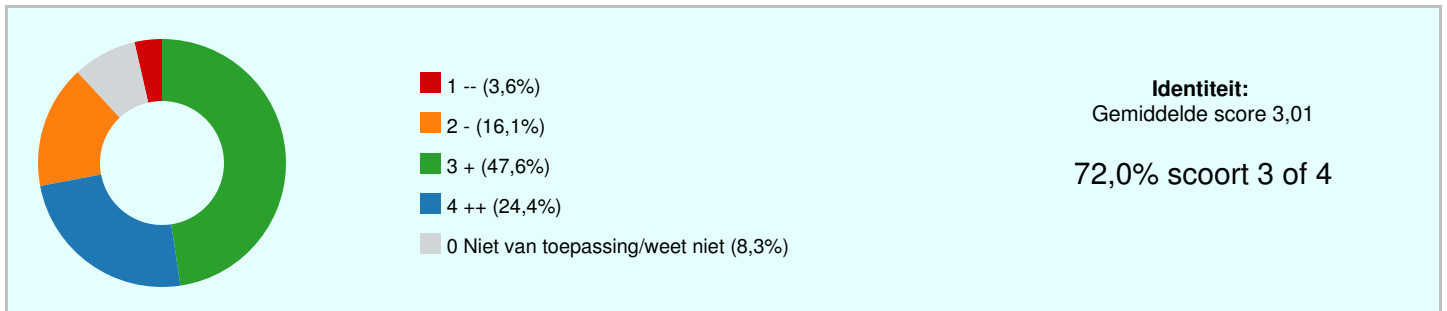 1 -- (3,6%)
2 - (16,1%)
3 + (47,6%)
4 ++ (24,4%)
0 Niet van toepassing/weet niet (8,3%)
Identiteit:
Gemiddelde score 3,01
72,0% scoort 3 of 4